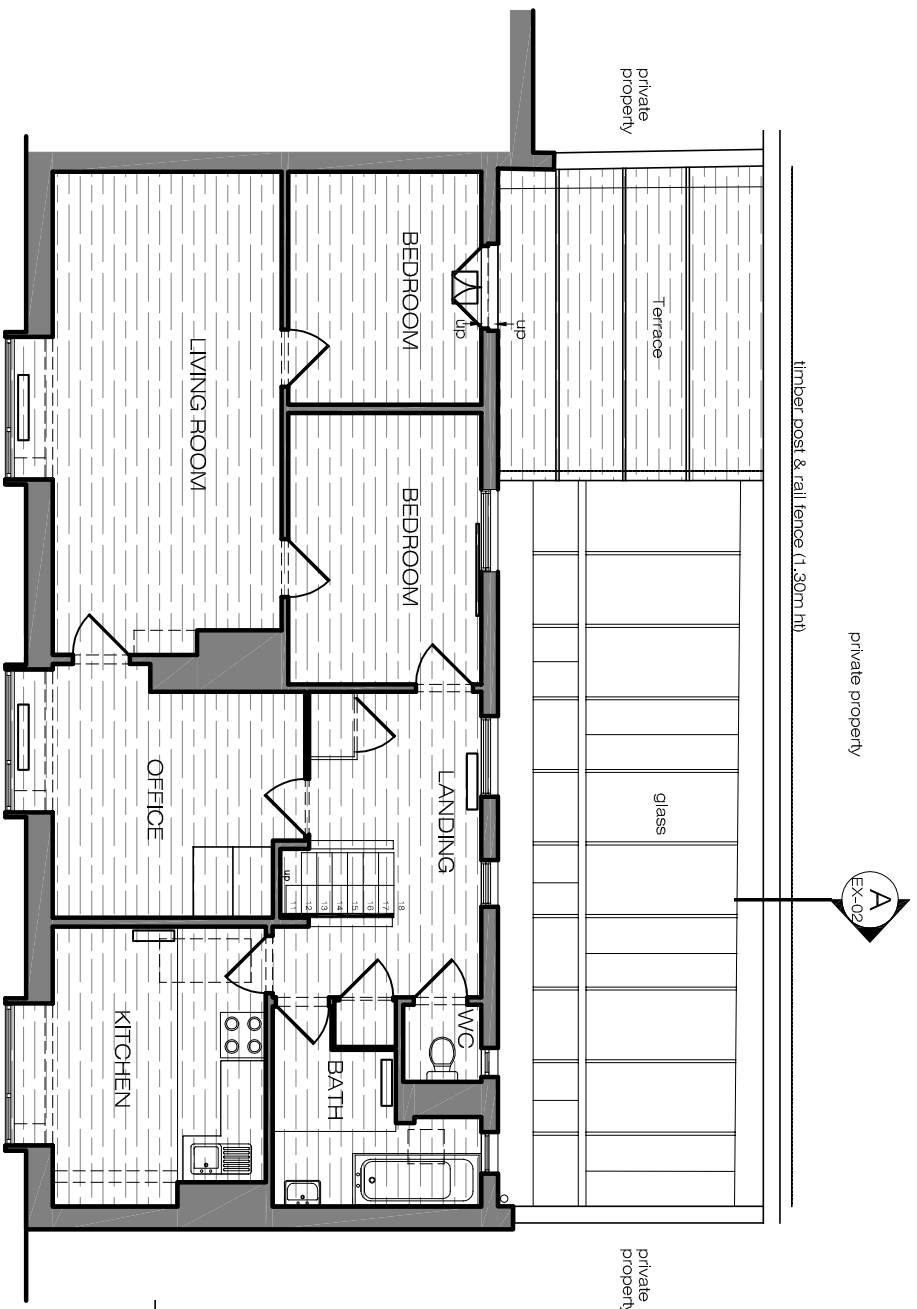 private
property
timber post & rail fence (1.30m ht)
private property
A
EX-02
private
property
Terrace
glass
up
up
BEDROOM
BEDROOM
LANDING
WC
BATH
LIVING ROOM
OFFICE
KITCHEN
up
11
12
13
14
15
16
17
18